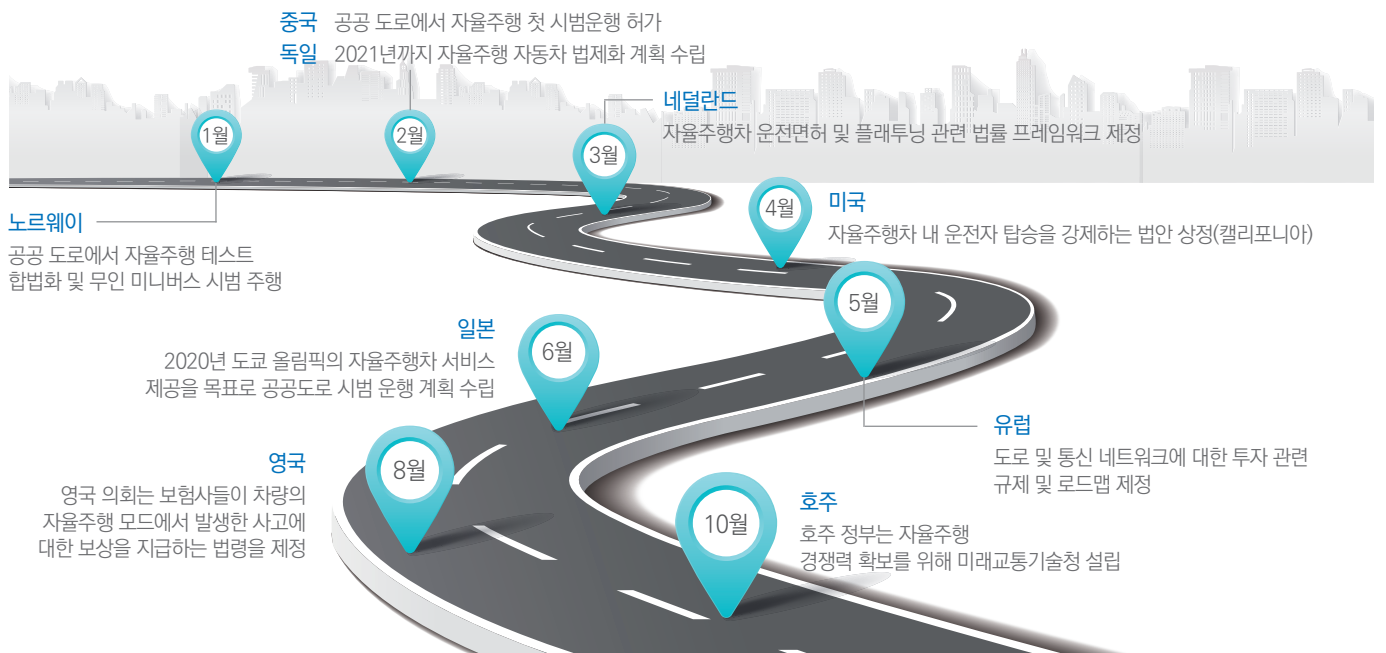 중국 공공 도로에서 자율주행 첫 시범운행 허가
독일 2021년까지 자율주행 자동차 법제화 계획 수립
네덜란드
자율주행차 운전면허 및 플래투닝 관련 법률 프레임워크 제정
1월
2월
3월
노르웨이
공공 도로에서 자율주행 테스트
합법화 및 무인 미니버스 시범 주행
4월
미국
자율주행차 내 운전자 탑승을 강제하는 법안 상정(캘리포니아)
5월
일본
2020년 도쿄 올림픽의 자율주행차 서비스
제공을 목표로 공공도로 시범 운행 계획 수립
6월
유럽
도로 및 통신 네트워크에 대한 투자 관련
규제 및 로드맵 제정
영국
영국 의회는 보험사들이 차량의
자율주행 모드에서 발생한 사고에
대한 보상을 지급하는 법령을 제정
8월
10월
호주
호주 정부는 자율주행
경쟁력 확보를 위해 미래교통기술청 설립